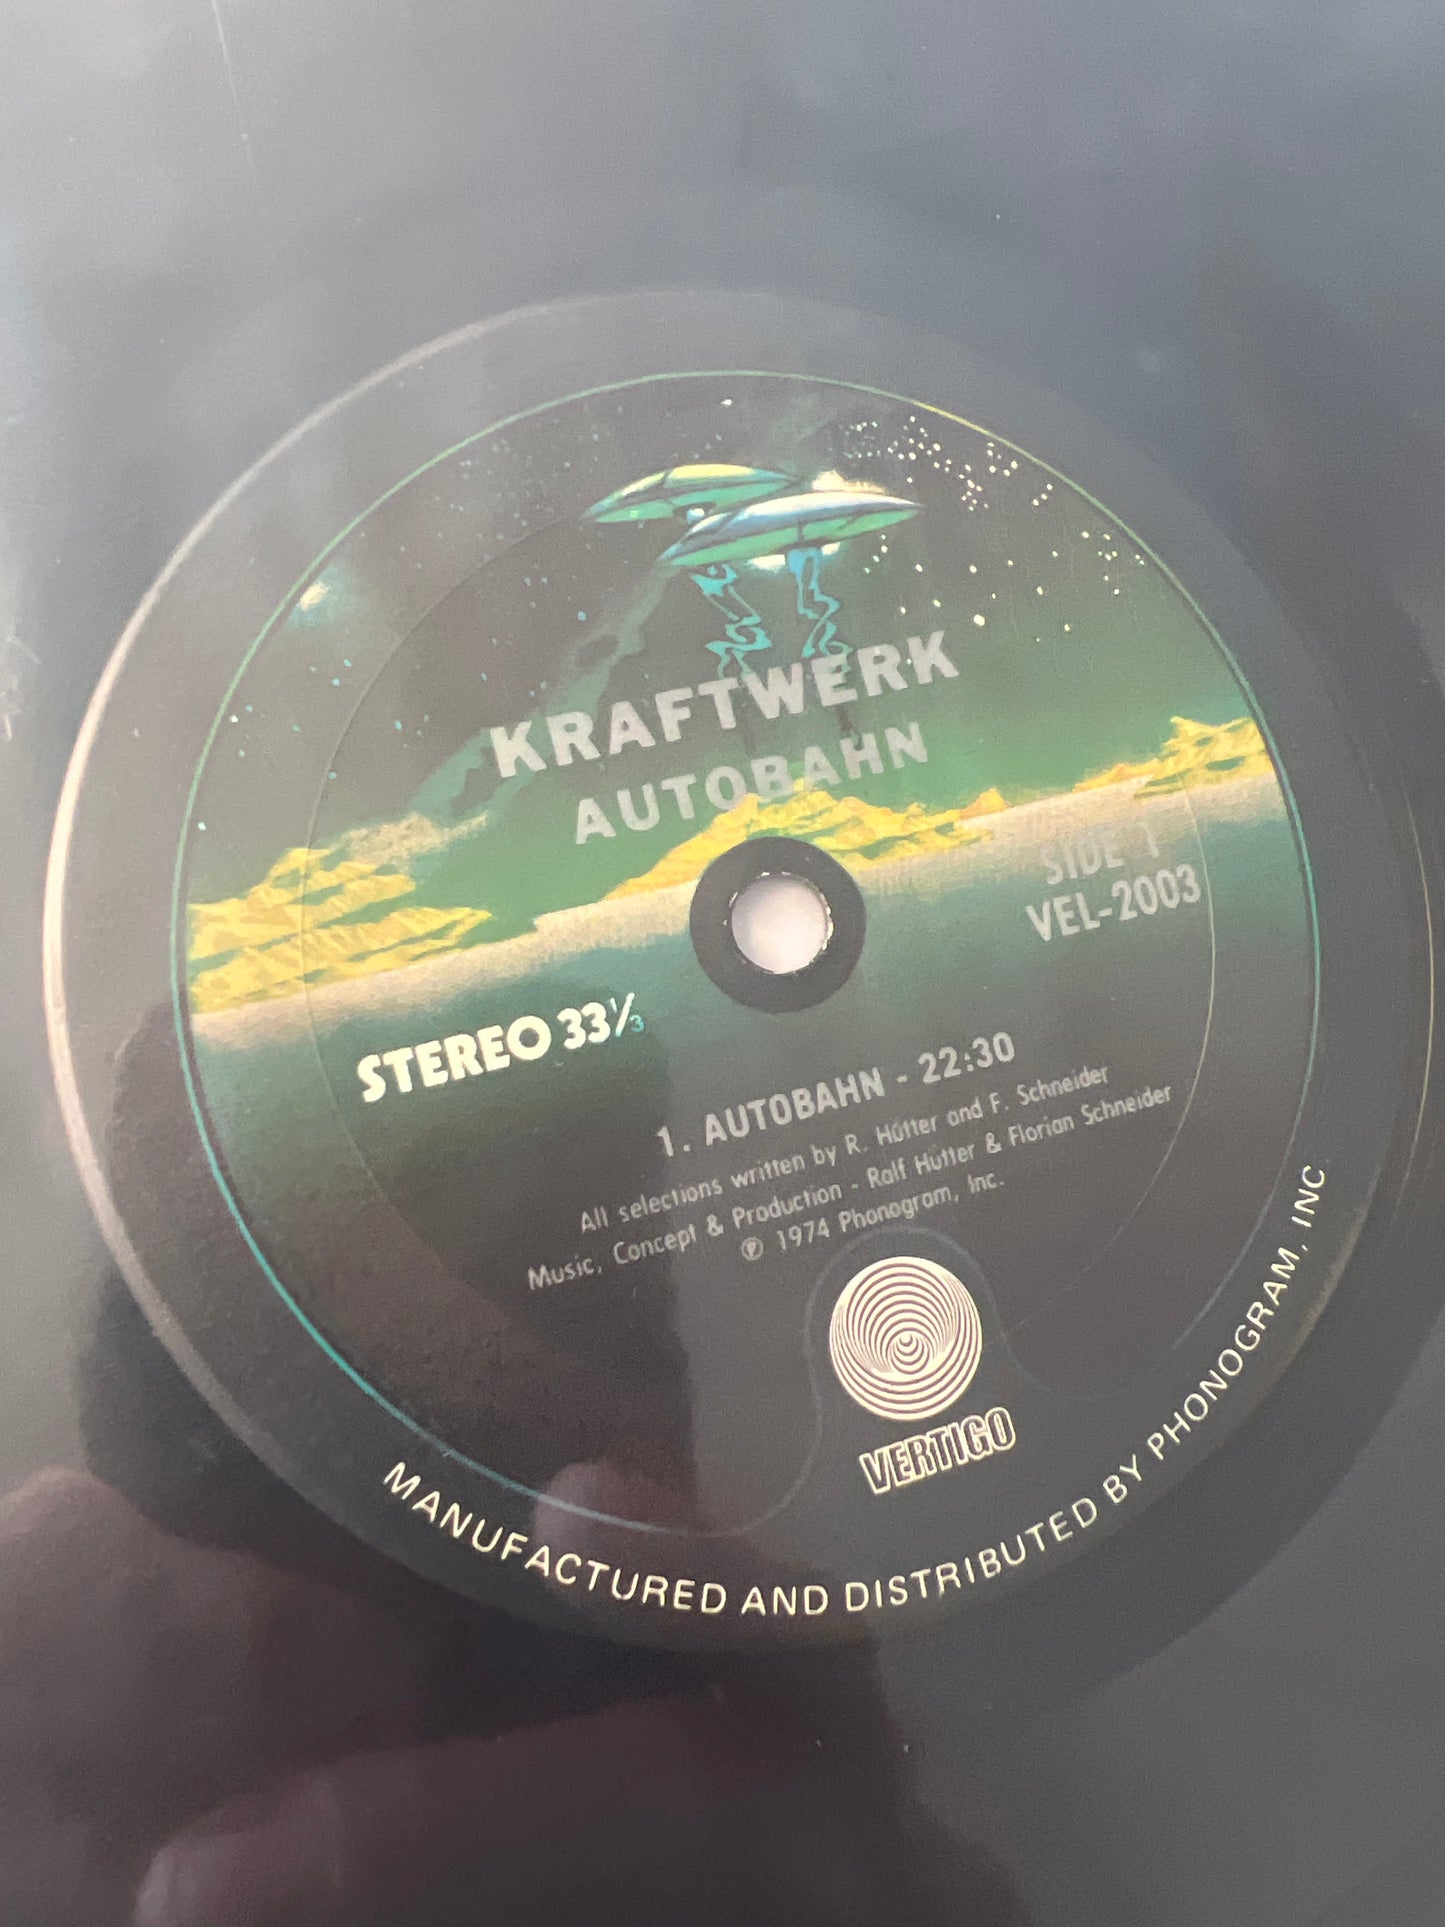 KRAFTWERK
AUTOBAHN
SIDE 1
VEL-2003
STEREO 33⅓
1. AUTOBAHN - 22:30
All selections written by R. Hütter and F. Schneider
Music, Concept & Production - Ralf Hütter & Florian Schneider
℗ 1974 Phonogram, Inc.
VERTIGO
MANUFACTURED AND DISTRIBUTED BY PHONOGRAM, INC